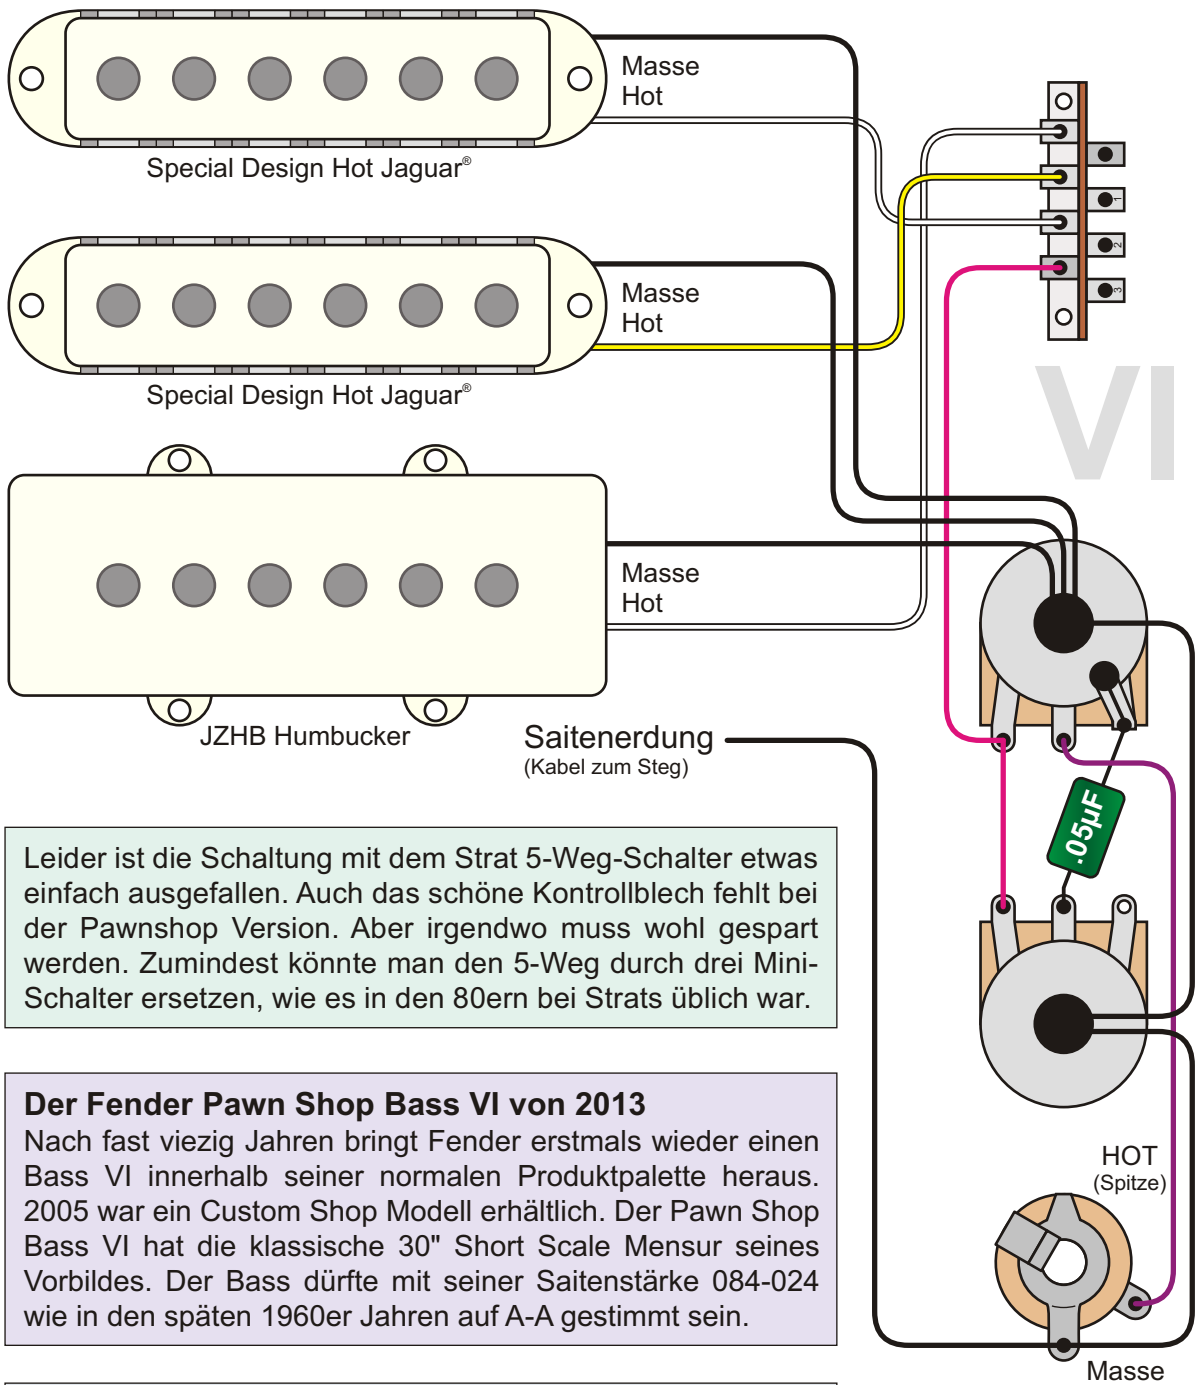 Masse
Hot
Special Design Hot Jaguar®
1
2
3
Masse
Hot
Special Design Hot Jaguar®
VI
Masse
Hot
JZHB Humbucker
Saitenerdung
(Kabel zum Steg)
.05µF
Leider ist die Schaltung mit dem Strat 5-Weg-Schalter etwas
einfach ausgefallen. Auch das schöne Kontrollblech fehlt bei
der Pawnshop Version. Aber irgendwo muss wohl gespart
werden. Zumindest könnte man den 5-Weg durch drei Mini-
Schalter ersetzen, wie es in den 80ern bei Strats üblich war.
Der Fender Pawn Shop Bass VI von 2013
Nach fast viezig Jahren bringt Fender erstmals wieder einen
Bass VI innerhalb seiner normalen Produktpalette heraus.
2005 war ein Custom Shop Modell erhältlich. Der Pawn Shop
Bass VI hat die klassische 30" Short Scale Mensur seines
Vorbildes. Der Bass dürfte mit seiner Saitenstärke 084-024
wie in den späten 1960er Jahren auf A-A gestimmt sein.
HOT
(Spitze)
Masse